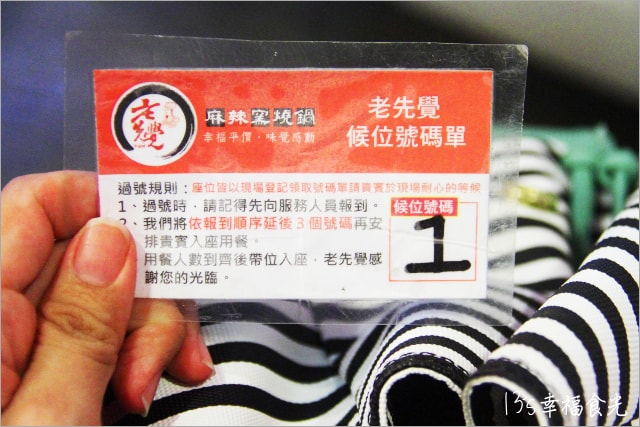 老先覺
麻辣窯燒鍋
幸福平價・味覺感動
老先覺
候位號碼單
過號規則：座位皆以現場登記領取號碼單請貴賓於現場耐心的等候
1、過號時，請記得先向服務人員報到。
2、我們將依報到順序延後3個號碼再安
排貴賓入座用餐。
用餐人數到齊後帶位入座，老先覺感
謝您的光臨。
候位號碼
1
1+3幸福食光